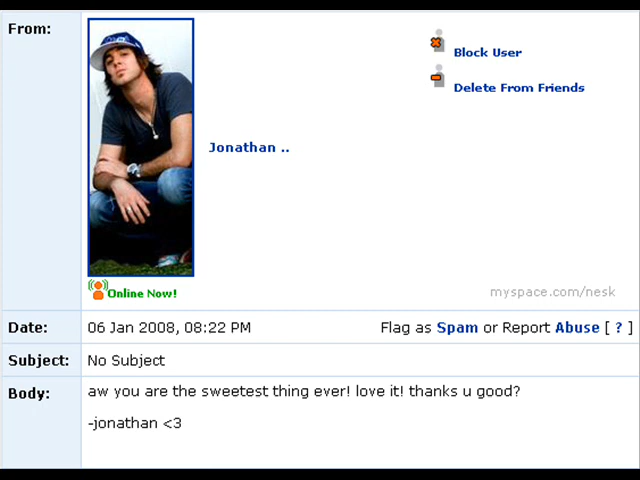 From:
Block User
Delete From Friends
Jonathan ..
Online Now!
myspace.com/nesk
Date: 06 Jan 2008, 08:22 PM Flag as Spam or Report Abuse [ ? ]
Subject: No Subject
Body: aw you are the sweetest thing ever! love it! thanks u good?
-jonathan <3